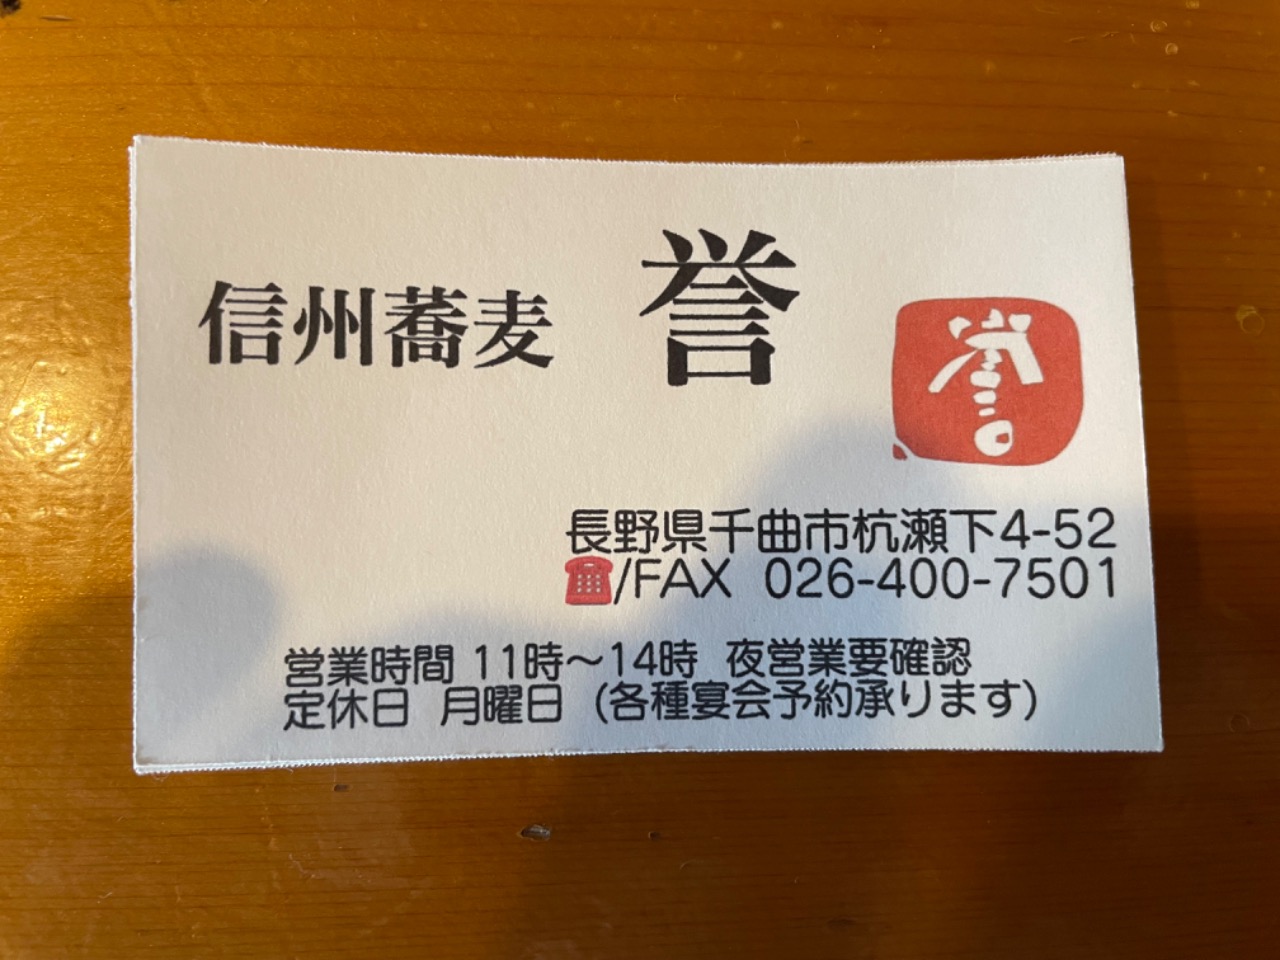 信州蕎麦 誉
誉
長野県千曲市杭瀬下4-52
☎/FAX 026-400-7501
営業時間 11時～14時 夜営業要確認
定休日 月曜日 (各種宴会予約承ります)